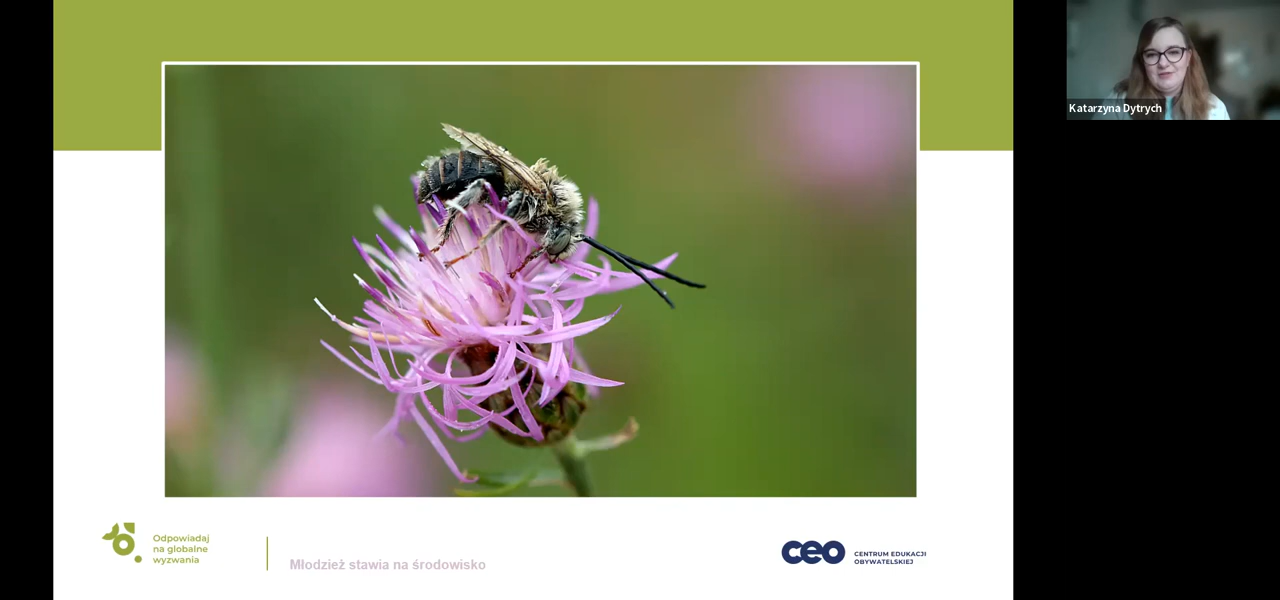 Katarzyna Dytrych
Odpowiadaj
na globalne
wyzwania
Młodzież stawia na środowisko
ceo
CENTRUM EDUKACJI
OBYWATELSKIEJ